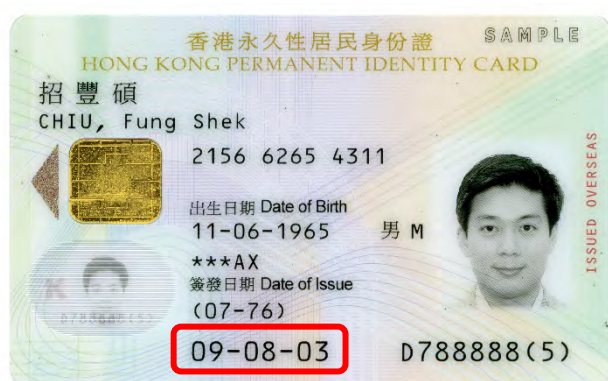 SAMPLE
香港永久性居民身份證
HONG KONG PERMANENT IDENTITY CARD
招豐碩
CHIU, Fung Shek
2156 6265 4311
出生日期 Date of Birth
11-06-1965 男 M
***AX
簽發日期 Date of Issue
(07-76)
09-08-03
D788888(5)
ISSUED OVERSEAS
K
D788888(5)